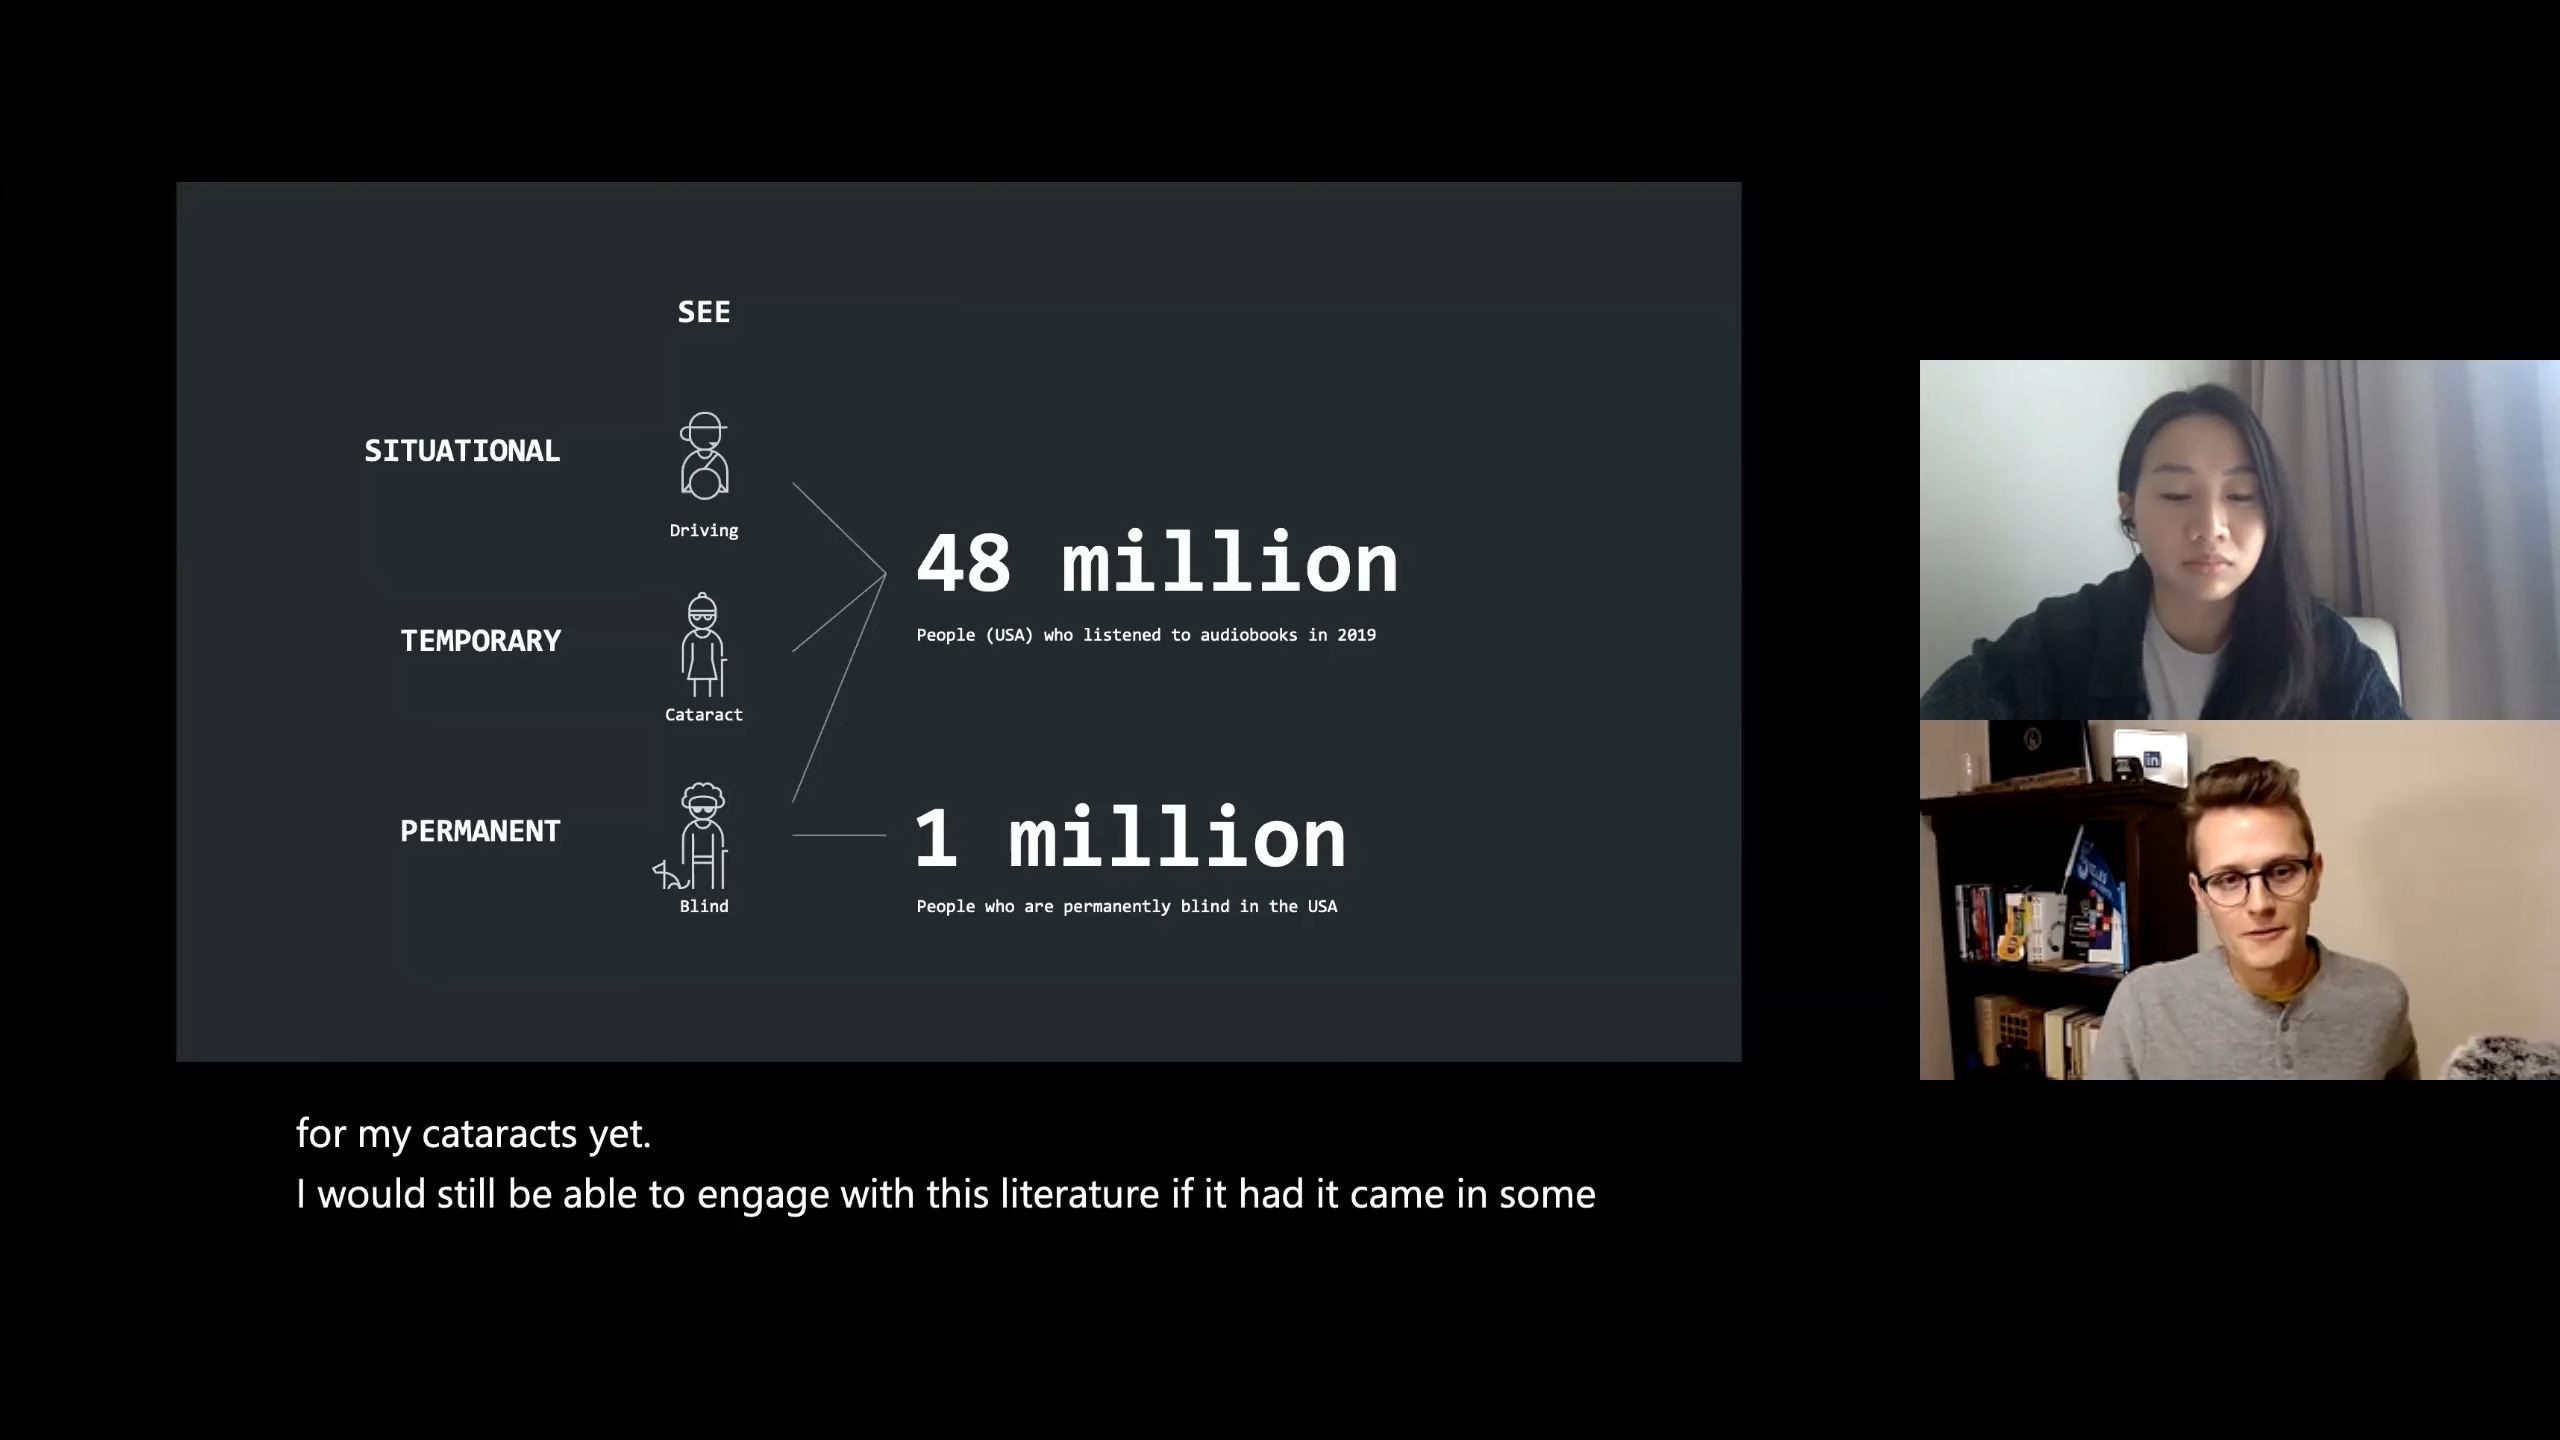 SEE
SITUATIONAL
Driving
48 million
People (USA) who listened to audiobooks in 2019
TEMPORARY
Cataract
PERMANENT
Blind
1 million
People who are permanently blind in the USA
in
for my cataracts yet.
I would still be able to engage with this literature if it had it came in some